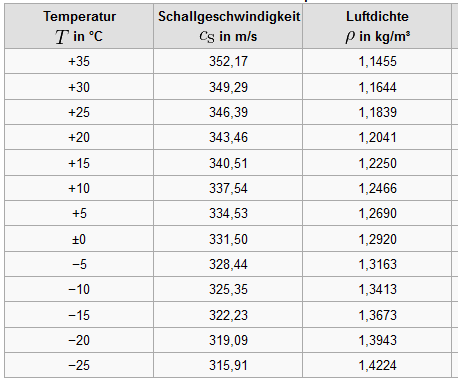 Temperatur Schallgeschwindigkeit Luftdichte
T in °C cS in m/s ρ in kg/m³
+35 352,17 1,1455
+30 349,29 1,1644
+25 346,39 1,1839
+20 343,46 1,2041
+15 340,51 1,2250
+10 337,54 1,2466
+5 334,53 1,2690
±0 331,50 1,2920
−5 328,44 1,3163
−10 325,35 1,3413
−15 322,23 1,3673
−20 319,09 1,3943
−25 315,91 1,4224